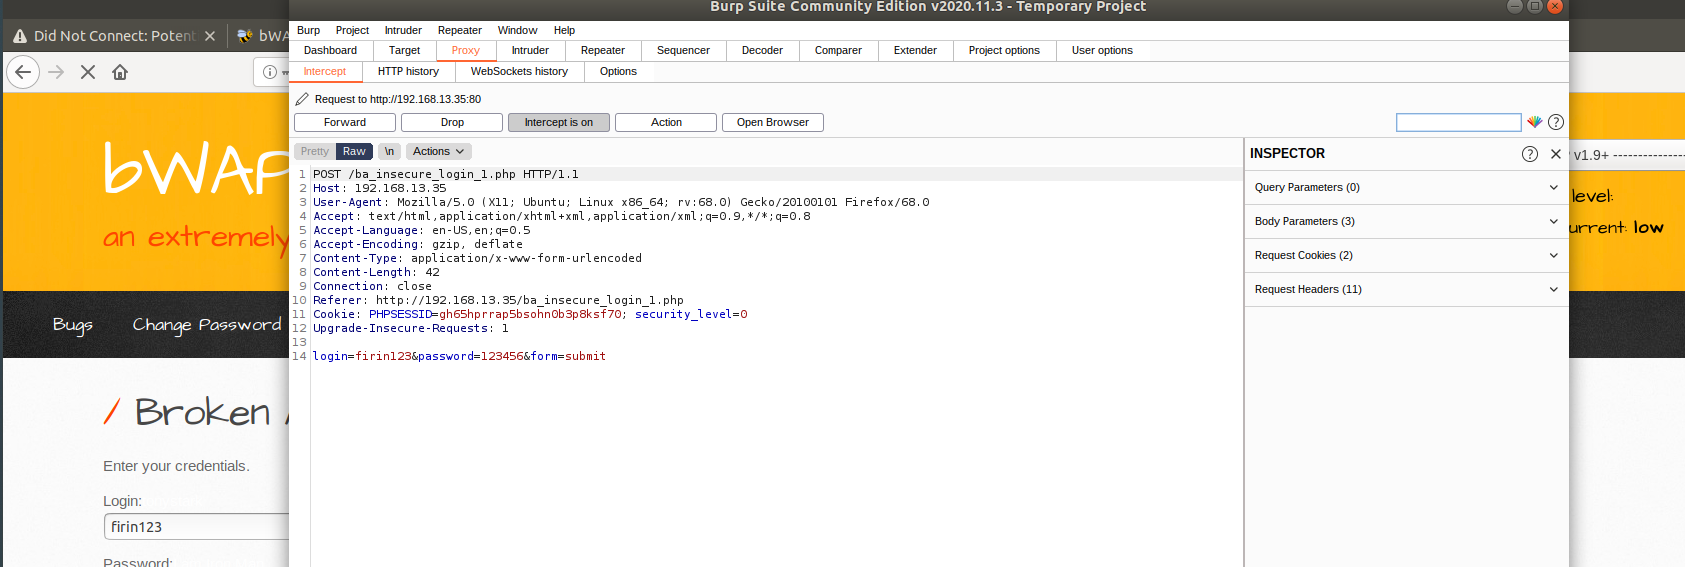 Burp Suite Community Edition v2020.11.3 - Temporary Project
Did Not Connect: Potent
bWA
Burp Project Intruder Repeater Window Help
Dashboard Target Proxy Intruder Repeater Sequencer Decoder Comparer Extender Project options User options
Intercept HTTP history WebSockets history Options
Request to http://192.168.13.35:80
Forward Drop Intercept is on Action Open Browser
Pretty Raw \n Actions
1 POST /ba_insecure_login_1.php HTTP/1.1
2 Host: 192.168.13.35
3 User-Agent: Mozilla/5.0 (X11; Ubuntu; Linux x86_64; rv:68.0) Gecko/20100101 Firefox/68.0
4 Accept: text/html,application/xhtml+xml,application/xml;q=0.9,*/*;q=0.8
5 Accept-Language: en-US,en;q=0.5
6 Accept-Encoding: gzip, deflate
7 Content-Type: application/x-www-form-urlencoded
8 Content-Length: 42
9 Connection: close
10 Referer: http://192.168.13.35/ba_insecure_login_1.php
11 Cookie: PHPSESSID=gh65hprrap5bsohn0b3p8ksf70; security_level=0
12 Upgrade-Insecure-Requests: 1
13
14 login=firin123&password=123456&form=submit
INSPECTOR
Query Parameters (0)
Body Parameters (3)
Request Cookies (2)
Request Headers (11)
bWAP
an extremely
v1.9+ ---------------
level:
urrent: low
Bugs Change Password
/ Broken
Enter your credentials.
Login:
firin123
Password: